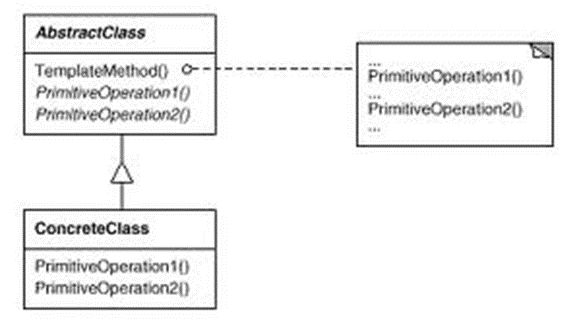 AbstractClass
TemplateMethod()
PrimitiveOperation1()
PrimitiveOperation2()
...
PrimitiveOperation1()
...
PrimitiveOperation2()
...
ConcreteClass
PrimitiveOperation1()
PrimitiveOperation2()